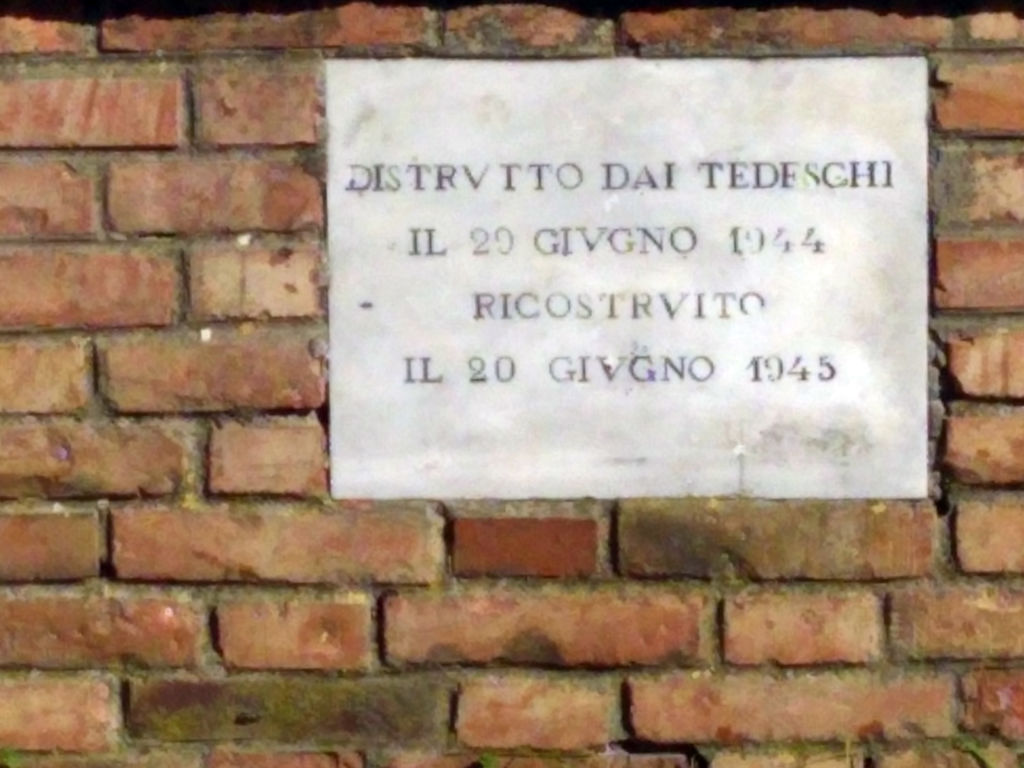 DISTRVTTO DAI TEDESCHI
IL 20 GIVGNO 1944
RICOSTRVITO
IL 20 GIVGNO 1945